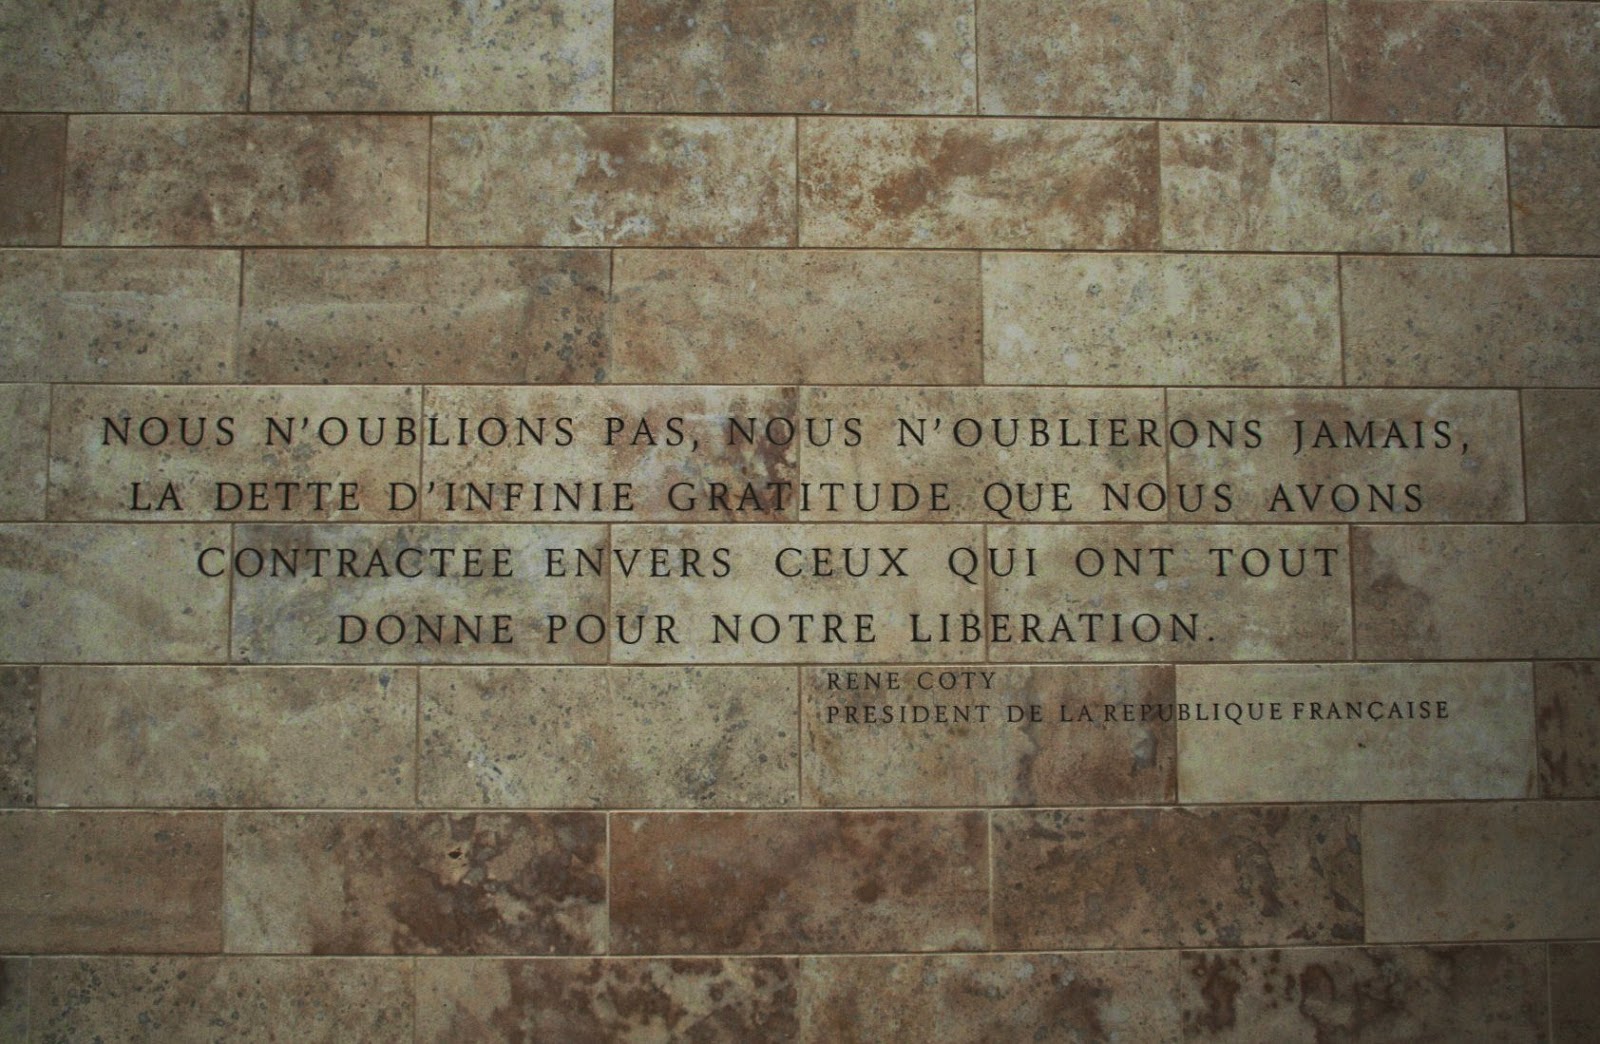 NOUS N'OUBLIONS PAS, NOUS N'OUBLIERONS JAMAIS,
LA DETTE D'INFINIE GRATITUDE QUE NOUS AVONS
CONTRACTEE ENVERS CEUX QUI ONT TOUT
DONNE POUR NOTRE LIBERATION.
RENE COTY
PRESIDENT DE LA REPUBLIQUE FRANÇAISE